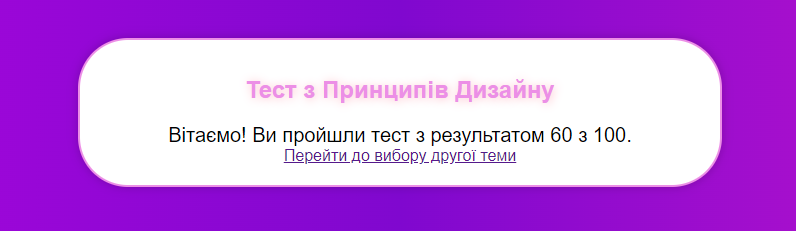 Тест з Принципів Дизайну
Вітаємо! Ви пройшли тест з результатом 60 з 100.
Перейти до вибору другої теми